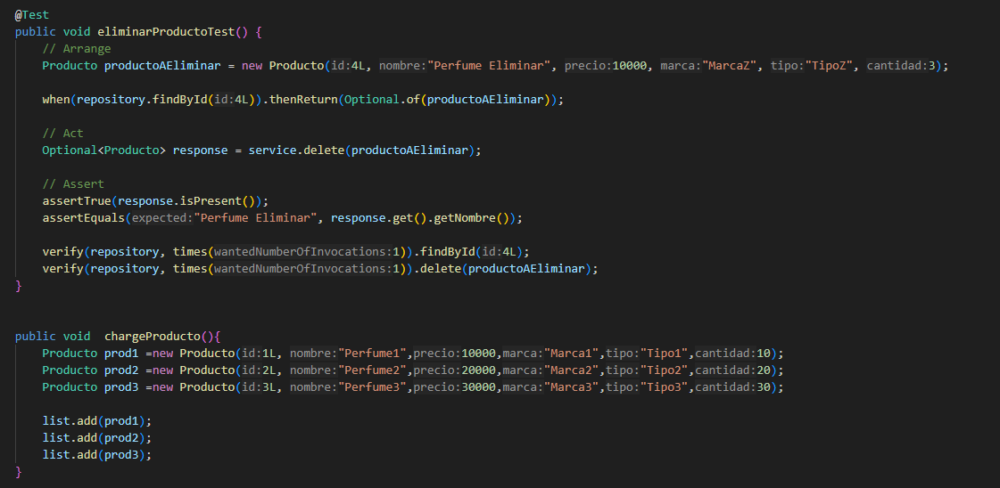 @Test
public void eliminarProductoTest() {
// Arrange
Producto productoAEliminar = new Producto(id:4L, nombre:"Perfume Eliminar", precio:10000, marca:"MarcaZ", tipo:"TipoZ", cantidad:3);
when(repository.findById(id:4L)).thenReturn(Optional.of(productoAEliminar));
// Act
Optional<Producto> response = service.delete(productoAEliminar);
// Assert
assertTrue(response.isPresent());
assertEquals(expected:"Perfume Eliminar", response.get().getNombre());
verify(repository, times(wantedNumberOfInvocations:1)).findById(id:4L);
verify(repository, times(wantedNumberOfInvocations:1)).delete(productoAEliminar);
}
public void  chargeProducto(){
Producto prod1 =new Producto(id:1L, nombre:"Perfume1",precio:10000,marca:"Marca1",tipo:"Tipo1",cantidad:10);
Producto prod2 =new Producto(id:2L, nombre:"Perfume2",precio:20000,marca:"Marca2",tipo:"Tipo2",cantidad:20);
Producto prod3 =new Producto(id:3L, nombre:"Perfume3",precio:30000,marca:"Marca3",tipo:"Tipo3",cantidad:30);
list.add(prod1);
list.add(prod2);
list.add(prod3);
}